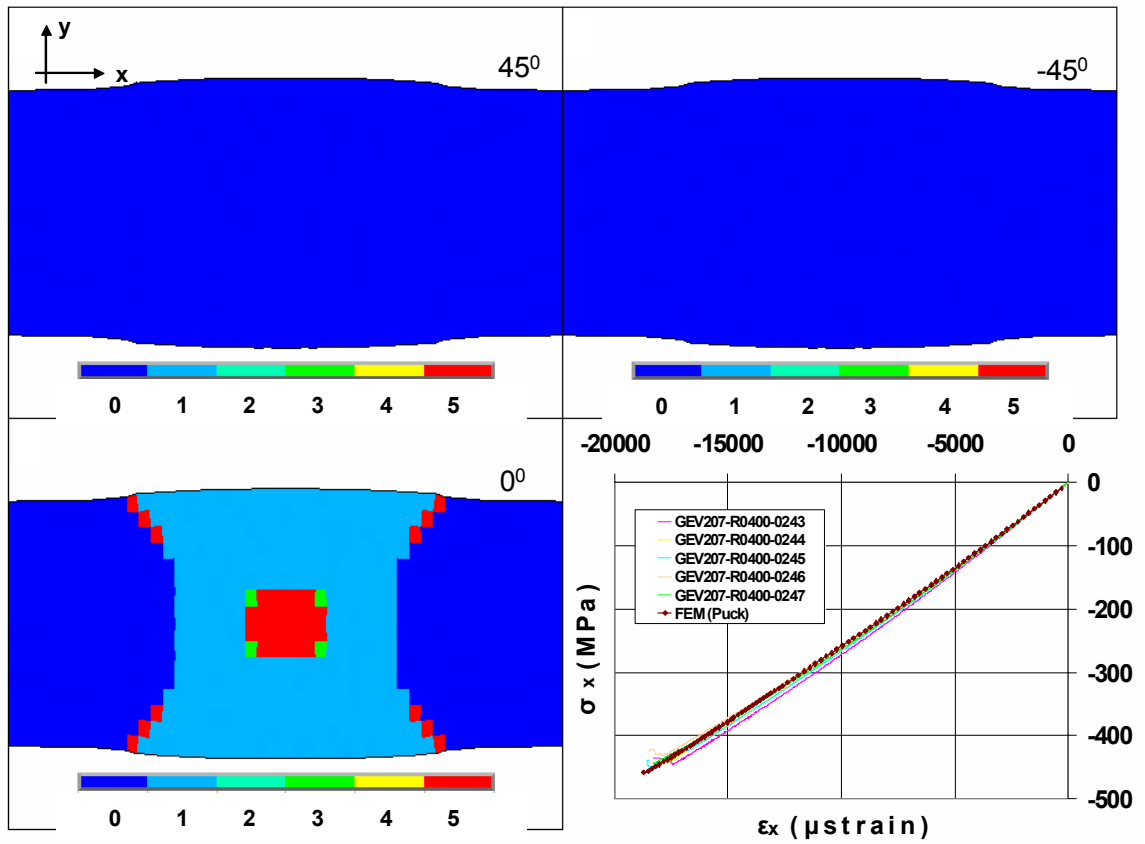 y
x
45⁰
-45⁰
0 1 2 3 4 5
0 1 2 3 4 5
0⁰
0 1 2 3 4 5
-20000 -15000 -10000 -5000 0
0
-100
-200
-300
-400
-500
GEV207-R0400-0243
GEV207-R0400-0244
GEV207-R0400-0245
GEV207-R0400-0246
GEV207-R0400-0247
FEM (Puck)
σ x (MPa)
εx (µstrain)